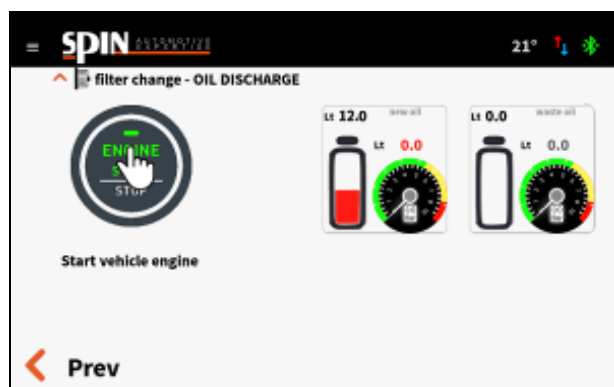 SPIN AUTOMOTIVE EXPERTISE
21°
filter change - OIL DISCHARGE
ENGINE
STOP
Lt 12.0 new oil
Lt 0.0
Lt 0.0 waste oil
Lt 0.0
Start vehicle engine
Prev